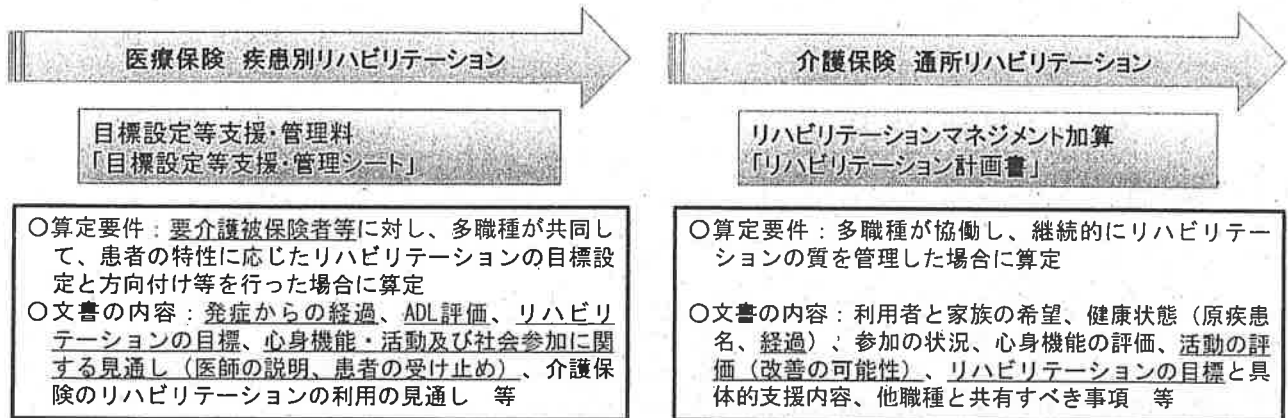 医療保険 疾患別リハビリテーション
目標設定等支援・管理料
「目標設定等支援・管理シート」
○算定要件：要介護被保険者等に対し、多職種が共同し
て、患者の特性に応じたリハビリテーションの目標設
定と方向付け等を行った場合に算定
○文書の内容：発症からの経過、ADL評価、リハビリ
テーションの目標、心身機能・活動及び社会参加に関
する見通し（医師の説明、患者の受け止め）、介護保
険のリハビリテーションの利用の見通し　等
介護保険 通所リハビリテーション
リハビリテーションマネジメント加算
「リハビリテーション計画書」
○算定要件：多職種が協働し、継続的にリハビリテー
ションの質を管理した場合に算定
○文書の内容：利用者と家族の希望、健康状態（原疾患
名、経過）、参加の状況、心身機能の評価、活動の評
価（改善の可能性）、リハビリテーションの目標と具
体的支援内容、他職種と共有すべき事項　等